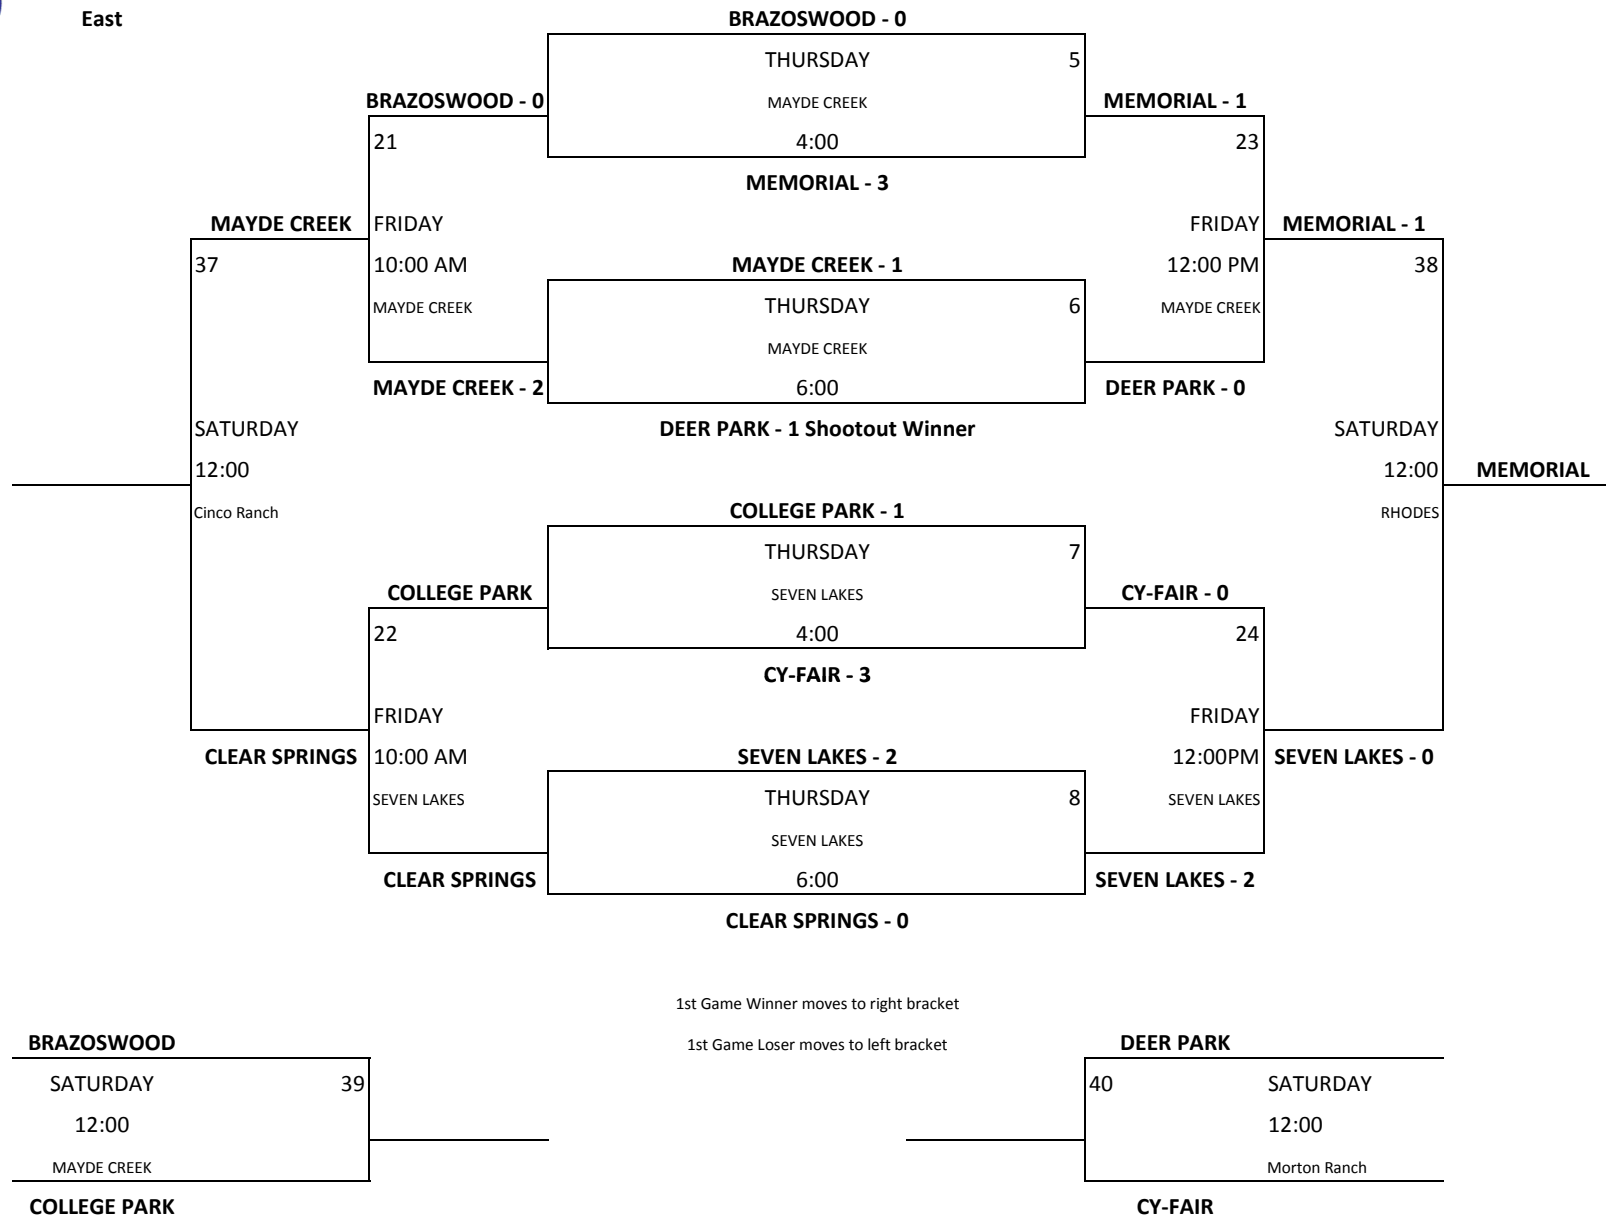 East
BRAZOSWOOD - 0
THURSDAY 5
BRAZOSWOOD - 0 MAYDE CREEK MEMORIAL - 1
21 4:00 23
MEMORIAL - 3
MAYDE CREEK FRIDAY FRIDAY MEMORIAL - 1
37 10:00 AM MAYDE CREEK - 1 12:00 PM 38
MAYDE CREEK THURSDAY 6 MAYDE CREEK
MAYDE CREEK
MAYDE CREEK - 2 6:00 DEER PARK - 0
SATURDAY DEER PARK - 1 Shootout Winner SATURDAY
12:00 12:00 MEMORIAL
Cinco Ranch COLLEGE PARK - 1 RHODES
THURSDAY 7
COLLEGE PARK SEVEN LAKES CY-FAIR - 0
22 4:00 24
CY-FAIR - 3
FRIDAY FRIDAY
CLEAR SPRINGS 10:00 AM SEVEN LAKES - 2 12:00PM SEVEN LAKES - 0
SEVEN LAKES THURSDAY 8 SEVEN LAKES
SEVEN LAKES
CLEAR SPRINGS 6:00 SEVEN LAKES - 2
CLEAR SPRINGS - 0
1st Game Winner moves to right bracket
BRAZOSWOOD 1st Game Loser moves to left bracket DEER PARK
SATURDAY 39 40 SATURDAY
12:00 12:00
MAYDE CREEK Morton Ranch
COLLEGE PARK CY-FAIR